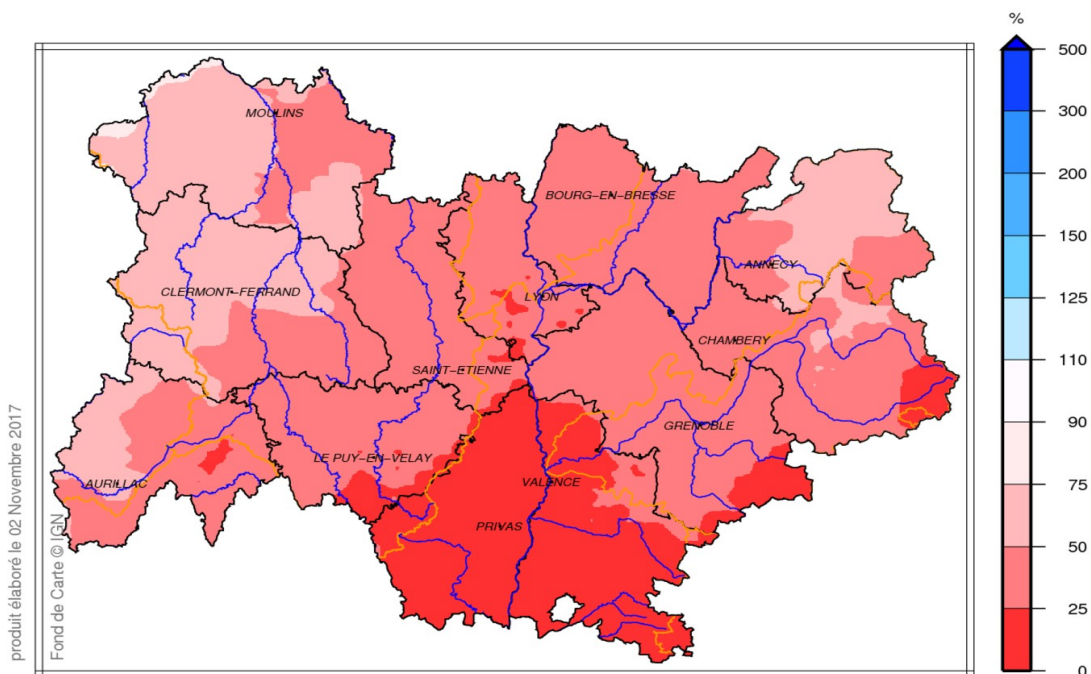 %
500
300
200
150
125
110
90
75
50
25
0
MOULINS
BOURG-EN-BRESSE
ANNECY
CLERMONT-FERRAND
LYON
CHAMBERY
SAINT-ETIENNE
GRENOBLE
LE PUY-EN-VELAY
AURILLAC
VALENCE
PRIVAS
produit élaboré le 02 Novembre 2017
Fond de Carte © IGN